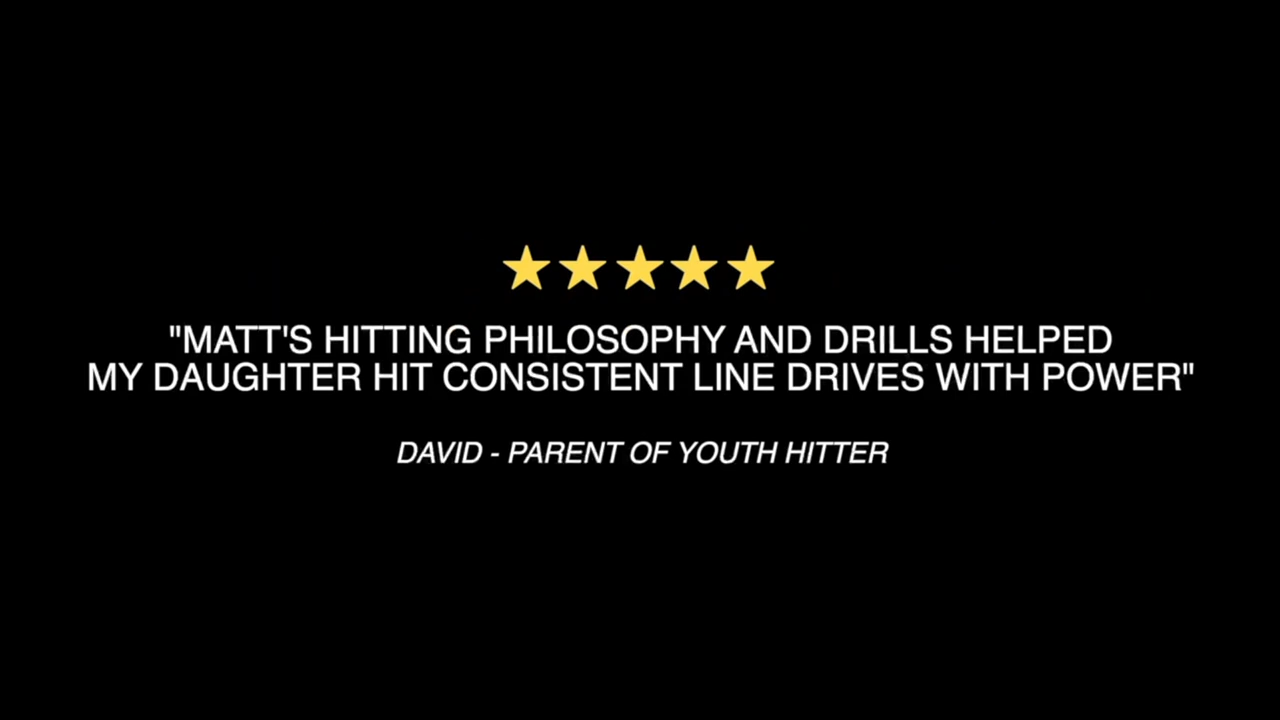 "MATT'S HITTING PHILOSOPHY AND DRILLS HELPED
MY DAUGHTER HIT CONSISTENT LINE DRIVES WITH POWER"
DAVID - PARENT OF YOUTH HITTER